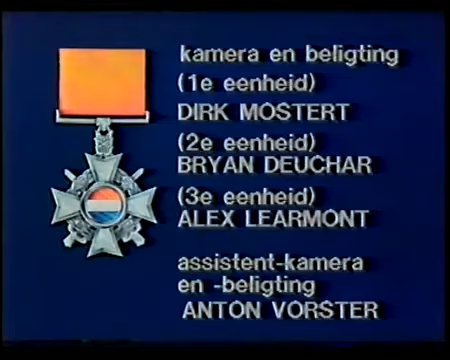 kamera en beligting
(1e eenheid)
DIRK MOSTERT
(2e eenheid)
BRYAN DEUCHAR
(3e eenheid)
ALEX LEARMONT
assistent-kamera
en -beligting
ANTON VORSTER